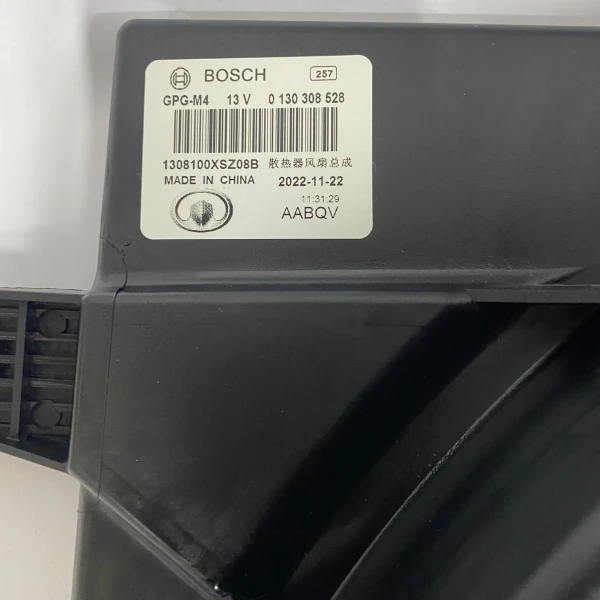 BOSCH 257
GPG-M4 13 V 0 130 308 528
1308100XSZ08B 散热器风扇总成
MADE IN CHINA 2022-11-22
11:31:29
AABQV